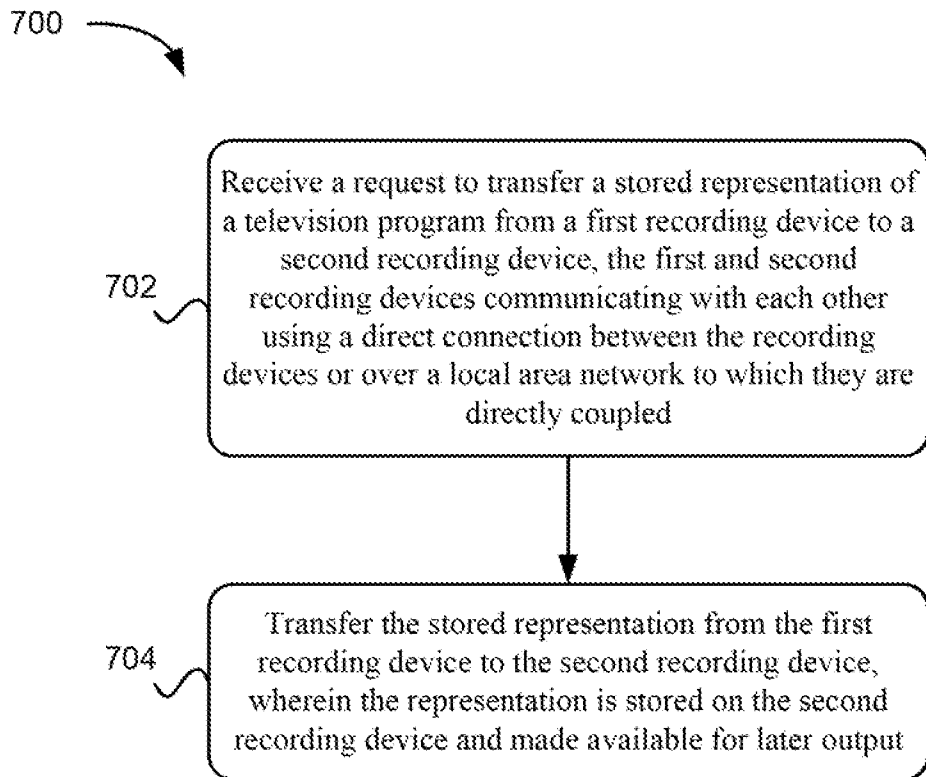 700
Receive a request to transfer a stored representation of
a television program from a first recording device to a
second recording device, the first and second
702
recording devices communicating with each other
using a direct connection between the recording
devices or over a local area network to which they are
directly coupled
Transfer the stored representation from the first
704
recording device to the second recording device,
wherein the representation is stored on the second
recording device and made available for later output